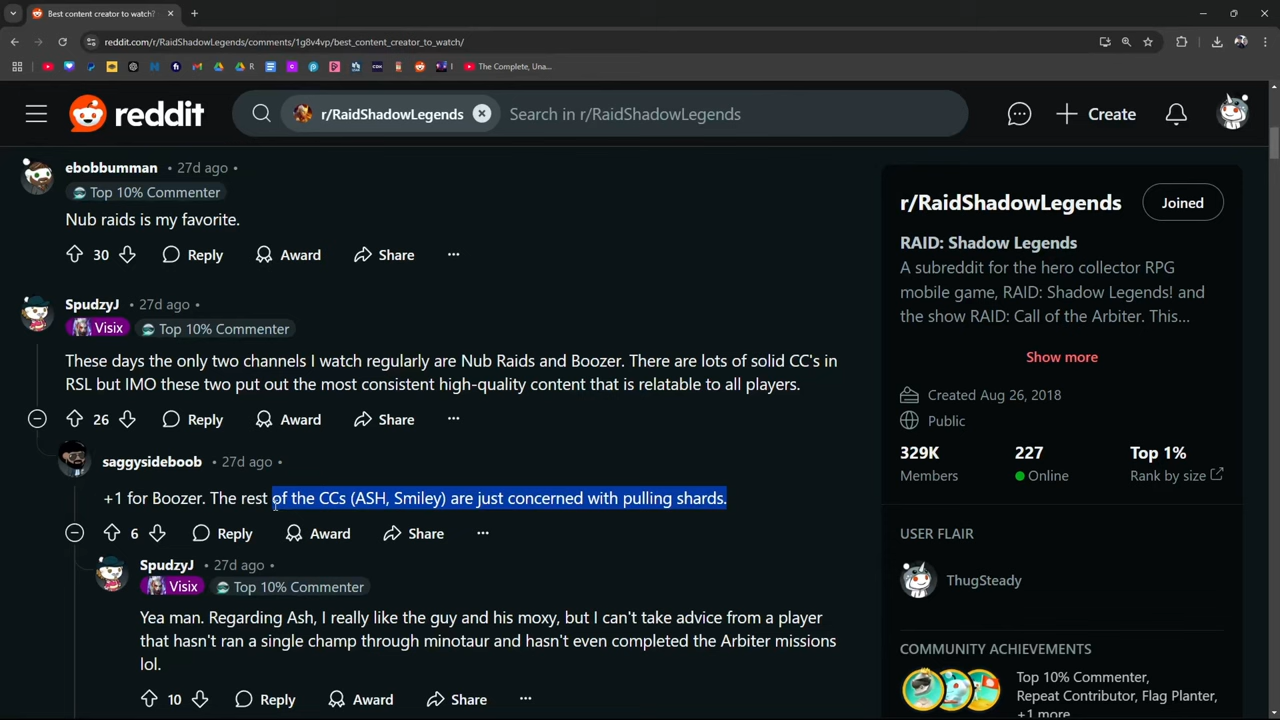 Best content creator to watch?
reddit.com/r/RaidShadowLegends/comments/1g8v4vp/best_content_creator_to_watch/
The Complete, Una...
reddit
r/RaidShadowLegends
Search in r/RaidShadowLegends
Create
ebobbumman • 27d ago •
Top 10% Commenter
Nub raids is my favorite.
30 Reply Award Share ...
SpudzyJ • 27d ago •
Visix Top 10% Commenter
These days the only two channels I watch regularly are Nub Raids and Boozer. There are lots of solid CC's in
RSL but IMO these two put out the most consistent high-quality content that is relatable to all players.
26 Reply Award Share ...
saggysideboob • 27d ago •
+1 for Boozer. The rest of the CCs (ASH, Smiley) are just concerned with pulling shards.
6 Reply Award Share ...
SpudzyJ • 27d ago •
Visix Top 10% Commenter
Yea man. Regarding Ash, I really like the guy and his moxy, but I can't take advice from a player
that hasn't ran a single champ through minotaur and hasn't even completed the Arbiter missions
lol.
10 Reply Award Share ...
r/RaidShadowLegends
Joined
RAID: Shadow Legends
A subreddit for the hero collector RPG
mobile game, RAID: Shadow Legends! and
the show RAID: Call of the Arbiter. This...
Show more
Created Aug 26, 2018
Public
329K 227 Top 1%
Members Online Rank by size
USER FLAIR
ThugSteady
COMMUNITY ACHIEVEMENTS
Top 10% Commenter,
Repeat Contributor, Flag Planter,
+1 more